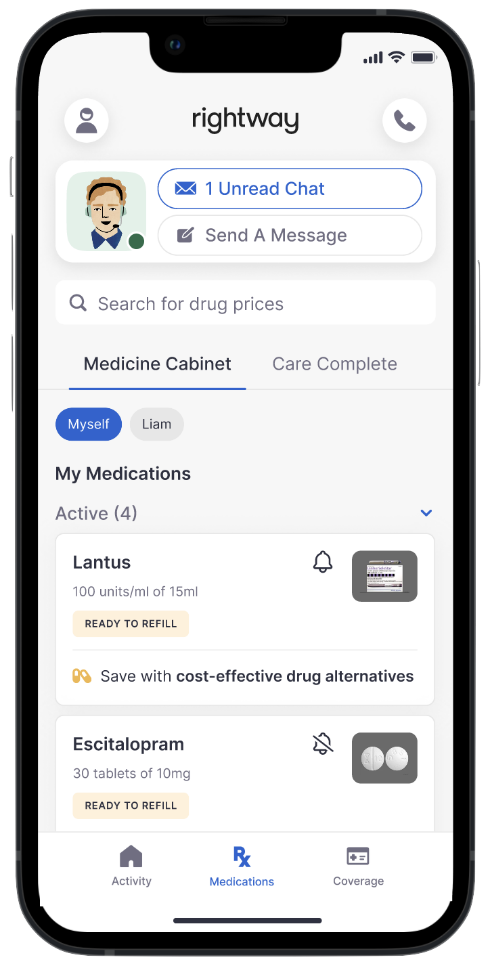 rightway
1 Unread Chat
Send A Message
Search for drug prices
Medicine Cabinet Care Complete
Myself Liam
My Medications
Active (4)
Lantus
100 units/ml of 15ml
READY TO REFILL
Save with cost-effective drug alternatives
Escitalopram
30 tablets of 10mg
READY TO REFILL
Rx
Activity Medications Coverage